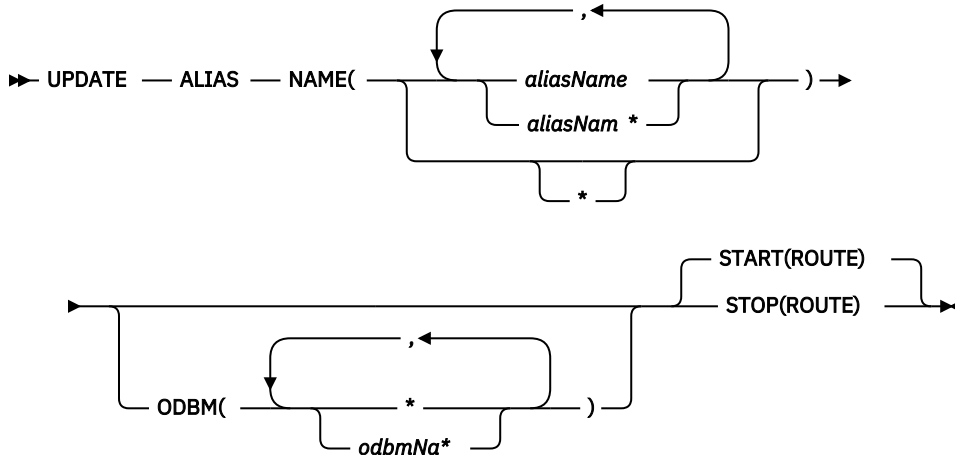 ,
UPDATE ALIAS NAME( aliasName )
aliasNam *
*
START(ROUTE)
STOP(ROUTE)
,
ODBM( * )
odbmNa*